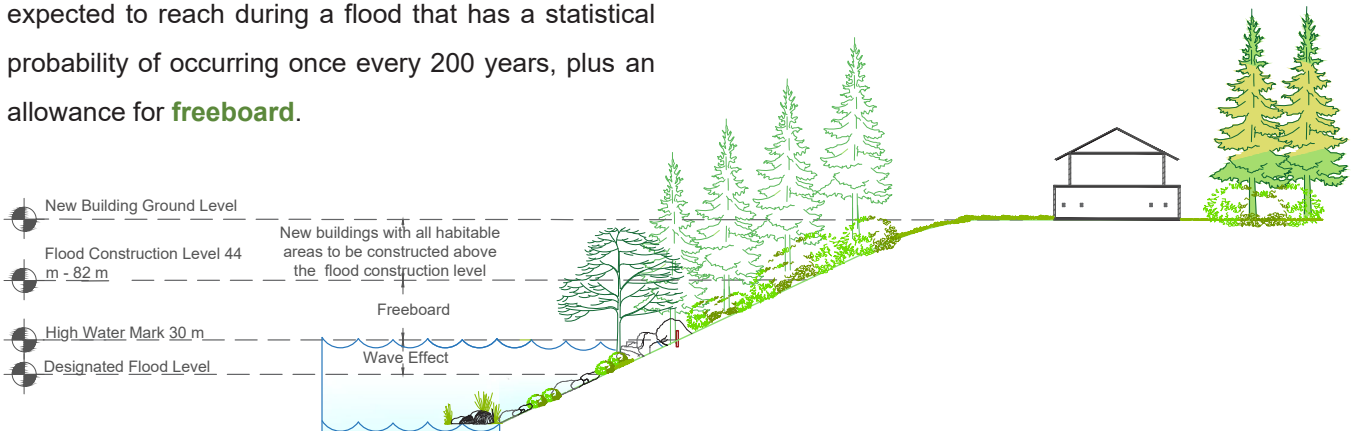 expected to reach during a flood that has a statistical
probability of occurring once every 200 years, plus an
allowance for freeboard.
New Building Ground Level
New buildings with all habitable
areas to be constructed above
the flood construction level
Flood Construction Level 44
m - 82 m
Freeboard
High Water Mark 30 m
Wave Effect
Designated Flood Level